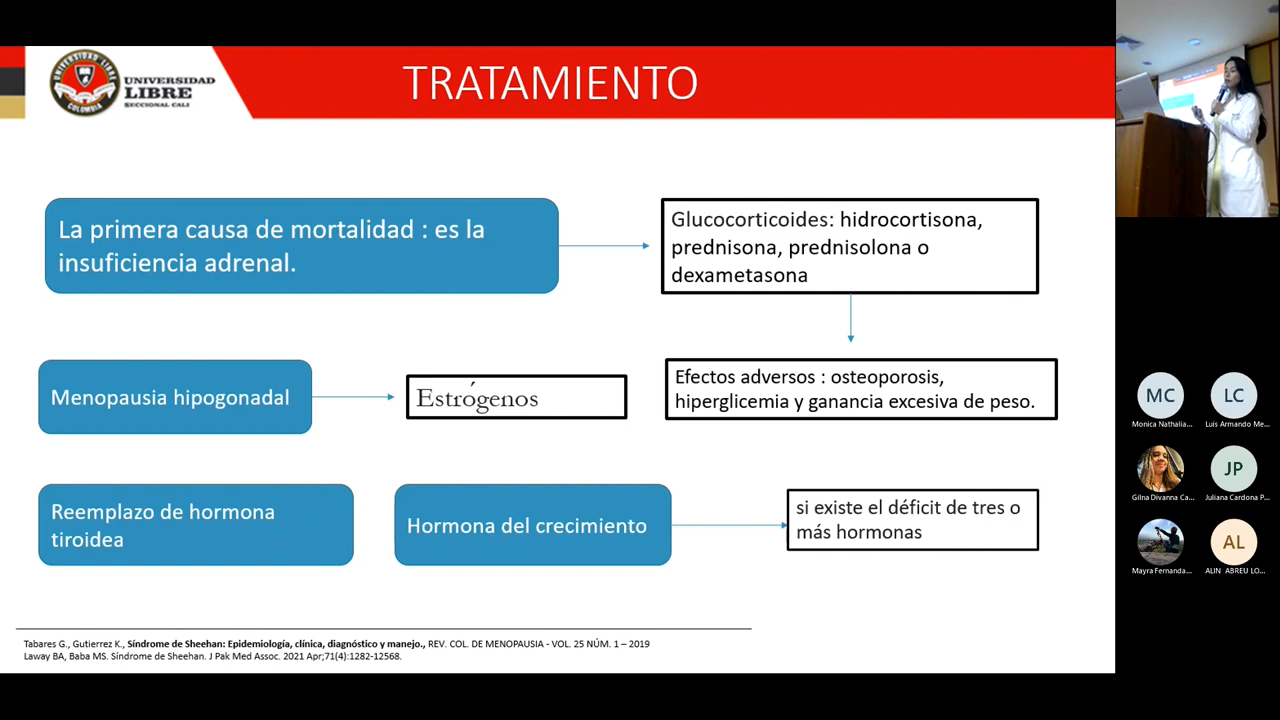 UNIVERSIDAD LIBRE
COLOMBIA
UNIVERSIDAD
LIBRE
SECCIONAL CALI
TRATAMIENTO
La primera causa de mortalidad : es la
insuficiencia adrenal.
Glucocorticoides: hidrocortisona,
prednisona, prednisolona o
dexametasona
Menopausia hipogonadal
Estrógenos
Efectos adversos : osteoporosis,
hiperglicemia y ganancia excesiva de peso.
Reemplazo de hormona
tiroidea
Hormona del crecimiento
si existe el déficit de tres o
más hormonas
Tabares G., Gutierrez K., Síndrome de Sheehan: Epidemiología, clínica, diagnóstico y manejo., REV. COL. DE MENOPAUSIA - VOL. 25 NÚM. 1 – 2019
Laway BA, Baba MS. Síndrome de Sheehan. J Pak Med Assoc. 2021 Apr;71(4):1282-12568.
MC
LC
Monica Nathalia...
Luis Armando Me...
JP
Gilna Divanna Ca...
Juliana Cardona P...
AL
Mayra Fernanda...
ALIN ABREU LO...